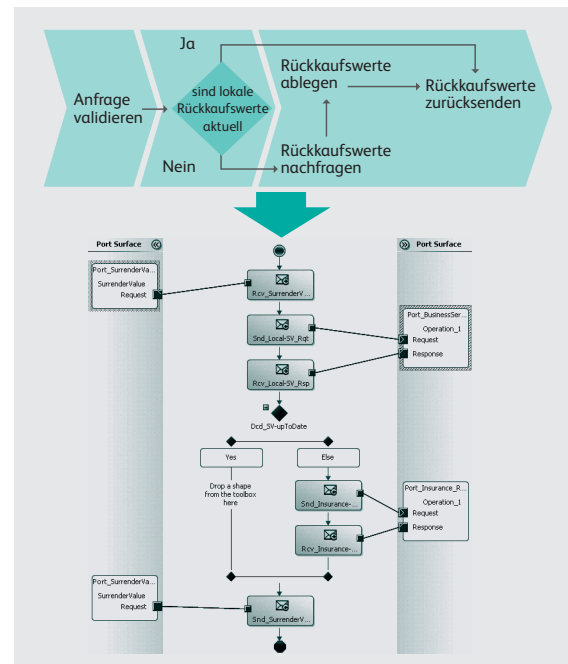 Ja
Anfrage
validieren
sind lokale
Rückkaufswerte
aktuell
Nein
Rückkaufswerte
ablegen
Rückkaufswerte
nachfragen
Rückkaufswerte
zurücksenden
Port Surface
Port Surface
Port_SurrenderVa...
SurrenderValue
Request
Rcv_SurrenderV...
Snd_Local-SV_Rqt
Rcv_Local-SV_Rsp
Port_BusinessSer...
Operation_1
Request
Response
Dcd_SV-upToDate
Yes
Else
Drop a shape
from the toolbox
here
Snd_Insurance-...
Rcv_Insurance-...
Port_Insurance_R...
Operation_1
Request
Response
Port_SurrenderVa...
SurrenderValue
Request
Snd_SurrenderV...